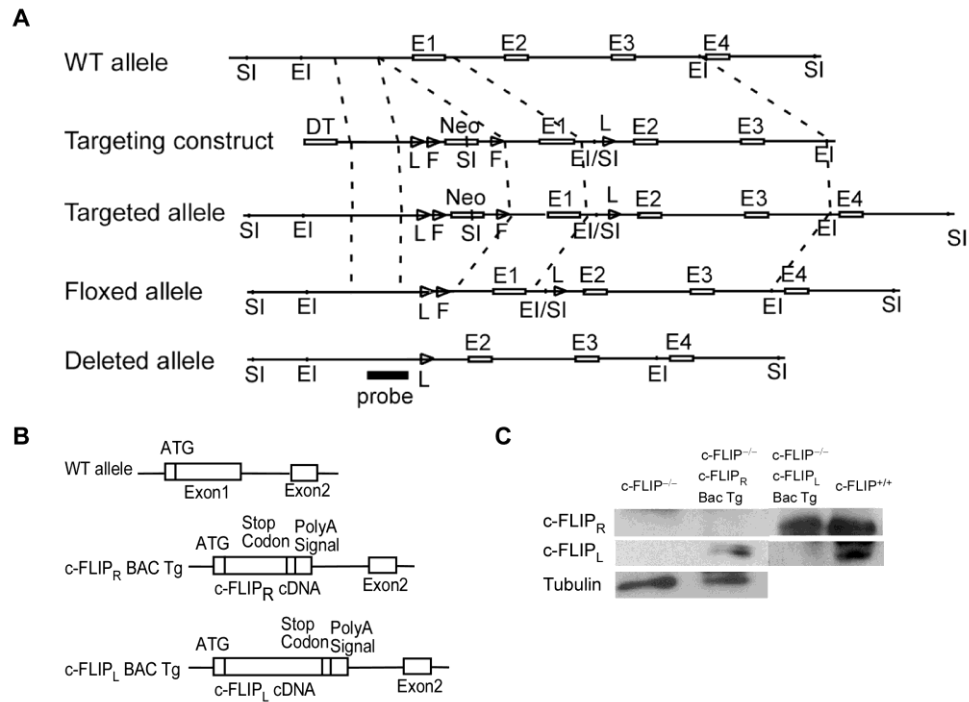 A
WT allele
E1 E2 E3 E4
SI EI EI SI
Targeting construct
DT Neo E1 L E2 E3
L F SI F EI/SI EI
Targeted allele
Neo E1 L E2 E3 E4
SI EI L F SI F EI/SI EI SI
Floxed allele
E1 L E2 E3 E4
SI EI L F EI/SI EI SI
Deleted allele
E2 E3 E4
SI EI L EI SI
probe
B
ATG
WT allele
Exon1 Exon2
Stop PolyA
ATG Codon Signal
c-FLIPR BAC Tg
c-FLIPR cDNA Exon2
Stop PolyA
ATG Codon Signal
c-FLIPL BAC Tg
c-FLIPL cDNA Exon2
C
c-FLIP−/− c-FLIP−/−
c-FLIPR c-FLIPL
c-FLIP−/− Bac Tg Bac Tg c-FLIP+/+
c-FLIPR
c-FLIPL
Tubulin